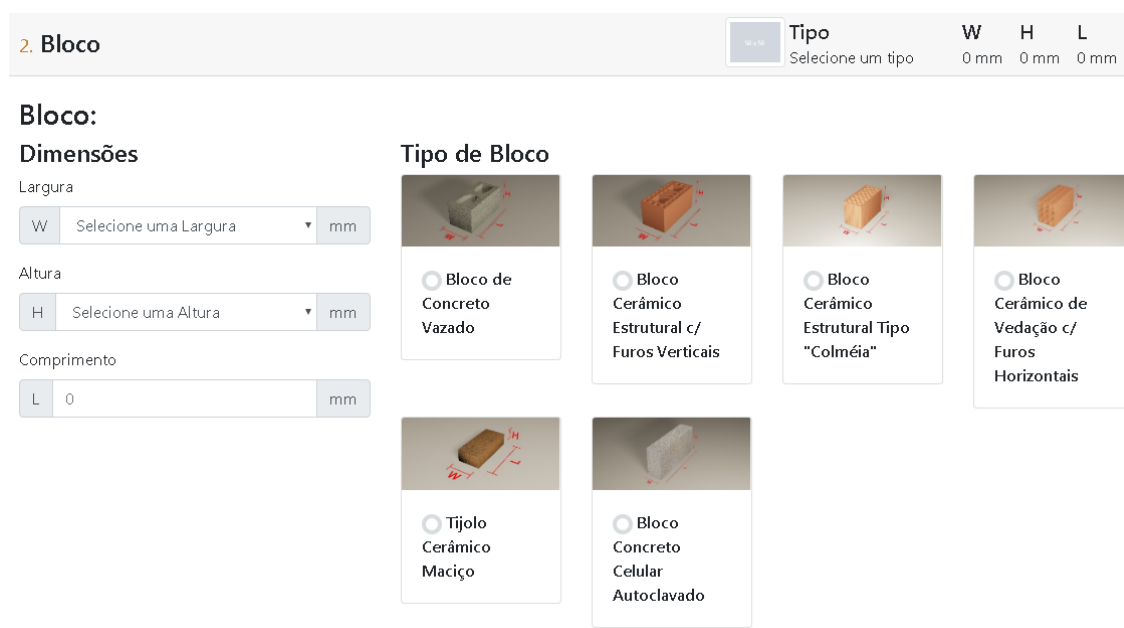 2. Bloco
50 x 50
Tipo
Selecione um tipo
W
0 mm
H
0 mm
L
0 mm
Bloco:
Dimensões
Largura
W Selecione uma Largura mm
Altura
H Selecione uma Altura mm
Comprimento
L 0 mm
Tipo de Bloco
H
W
L
Bloco de
Concreto
Vazado
H
W
L
Bloco
Cerâmico
Estrutural c/
Furos Verticais
H
W
L
Bloco
Cerâmico
Estrutural Tipo
"Colméia"
H
W
L
Bloco
Cerâmico de
Vedação c/
Furos
Horizontais
H
W
L
Tijolo
Cerâmico
Maciço
Bloco
Concreto
Celular
Autoclavado